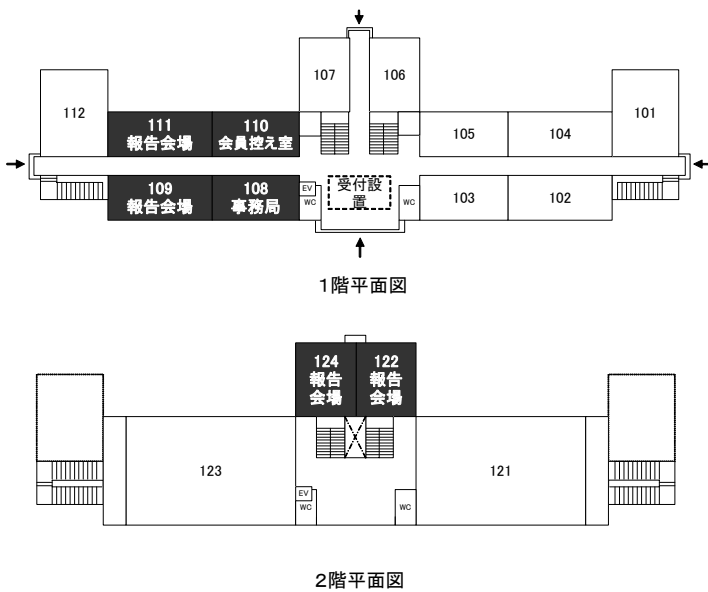 107
106
112
111
報告会場
110
会員控え室
105
104
101
109
報告会場
108
事務局
EV
WC
受付設
置
WC
103
102
1階平面図
124
報告
会場
122
報告
会場
123
121
EV
WC
WC
2階平面図